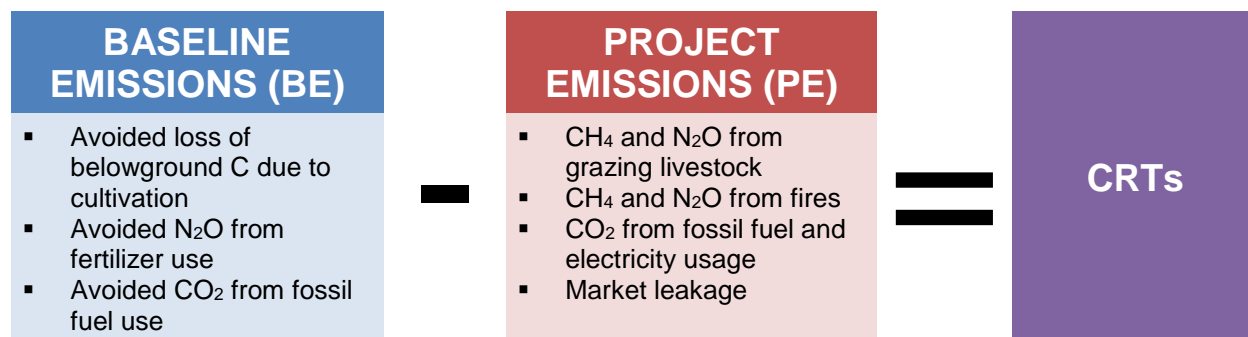 BASELINE
EMISSIONS (BE)
▪ Avoided loss of
belowground C due to
cultivation
▪ Avoided N₂O from
fertilizer use
▪ Avoided CO₂ from fossil
fuel use
-
PROJECT
EMISSIONS (PE)
▪ CH₄ and N₂O from
grazing livestock
▪ CH₄ and N₂O from fires
▪ CO₂ from fossil fuel and
electricity usage
▪ Market leakage
=
CRTs